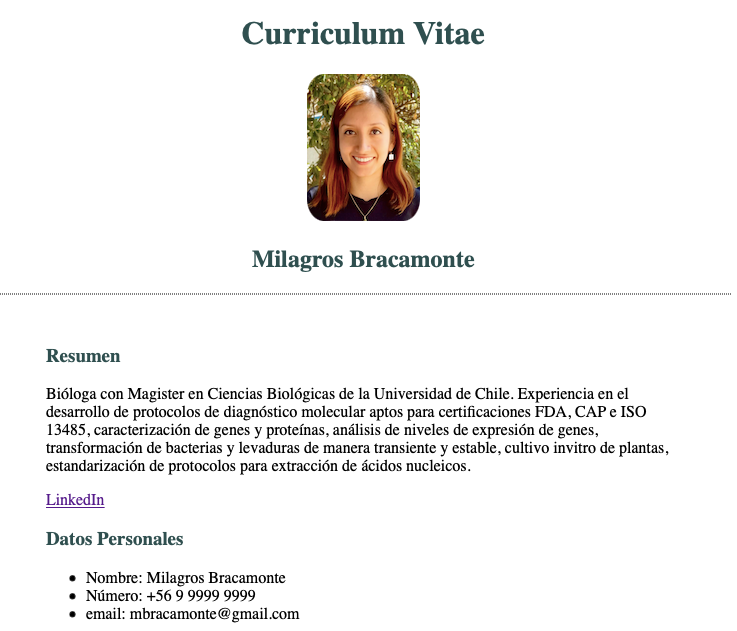 Curriculum Vitae
Milagros Bracamonte
Resumen
Bióloga con Magister en Ciencias Biológicas de la Universidad de Chile. Experiencia en el
desarrollo de protocolos de diagnóstico molecular aptos para certificaciones FDA, CAP e ISO
13485, caracterización de genes y proteínas, análisis de niveles de expresión de genes,
transformación de bacterias y levaduras de manera transiente y estable, cultivo invitro de plantas,
estandarización de protocolos para extracción de ácidos nucleicos.
LinkedIn
Datos Personales
• Nombre: Milagros Bracamonte
• Número: +56 9 9999 9999
• email: mbracamonte@gmail.com